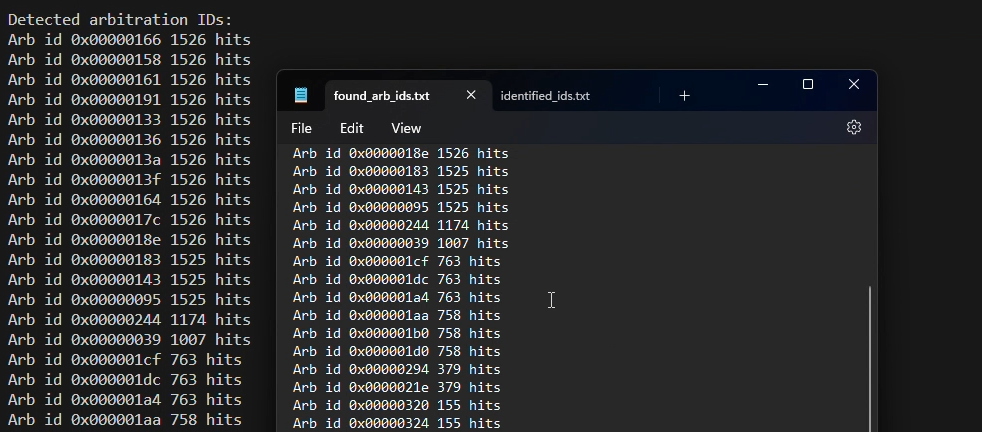 Detected arbitration IDs:
Arb id 0x00000166 1526 hits
Arb id 0x00000158 1526 hits
Arb id 0x00000161 1526 hits
Arb id 0x00000191 1526 hits
Arb id 0x00000133 1526 hits
Arb id 0x00000136 1526 hits
Arb id 0x0000013a 1526 hits
Arb id 0x0000013f 1526 hits
Arb id 0x00000164 1526 hits
Arb id 0x0000017c 1526 hits
Arb id 0x0000018e 1526 hits
Arb id 0x00000183 1525 hits
Arb id 0x00000143 1525 hits
Arb id 0x00000095 1525 hits
Arb id 0x00000244 1174 hits
Arb id 0x00000039 1007 hits
Arb id 0x000001cf 763 hits
Arb id 0x000001dc 763 hits
Arb id 0x000001a4 763 hits
Arb id 0x000001aa 758 hits
found_arb_ids.txt
identified_ids.txt
File Edit View
Arb id 0x0000018e 1526 hits
Arb id 0x00000183 1525 hits
Arb id 0x00000143 1525 hits
Arb id 0x00000095 1525 hits
Arb id 0x00000244 1174 hits
Arb id 0x00000039 1007 hits
Arb id 0x000001cf 763 hits
Arb id 0x000001dc 763 hits
Arb id 0x000001a4 763 hits
Arb id 0x000001aa 758 hits
Arb id 0x000001b0 758 hits
Arb id 0x000001d0 758 hits
Arb id 0x00000294 379 hits
Arb id 0x0000021e 379 hits
Arb id 0x00000320 155 hits
Arb id 0x00000324 155 hits